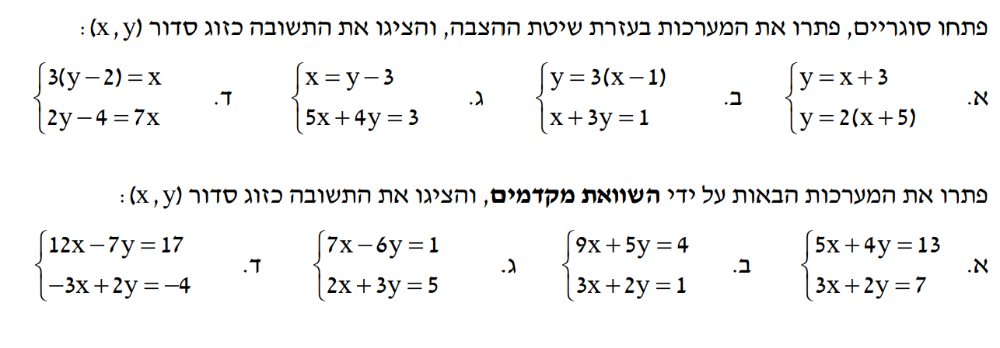 פתחו סוגריים, פתרו את המערכות בעזרת שיטת ההצבה, והציגו את התשובה כזוג סדור (x, y):
א. y = x + 3 ב. y = 3(x − 1) ג. x = y − 3 ד. 3(y − 2) = x
y = 2(x + 5) x + 3y = 1 5x + 4y = 3 2y − 4 = 7x
פתרו את המערכות הבאות על ידי השוואת מקדמים, והציגו את התשובה כזוג סדור (x, y):
א. 5x + 4y = 13 ב. 9x + 5y = 4 ג. 7x − 6y = 1 ד. 12x − 7y = 17
3x + 2y = 7 3x + 2y = 1 2x + 3y = 5 −3x + 2y = −4